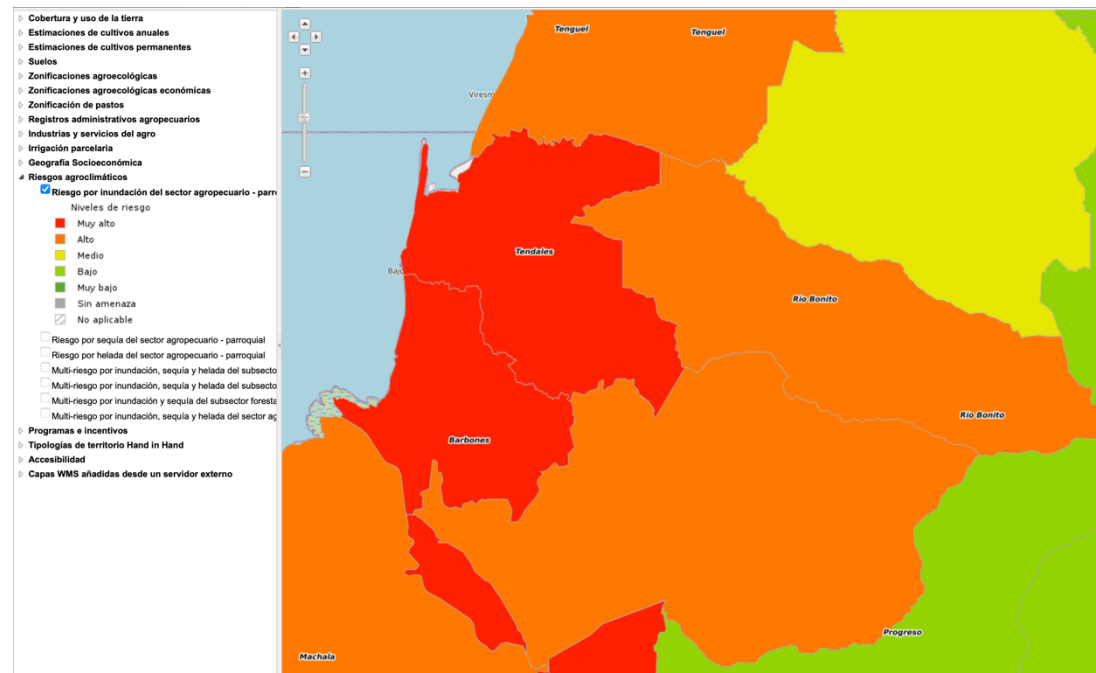 Cobertura y uso de la tierra
Estimaciones de cultivos anuales
Estimaciones de cultivos permanentes
Suelos
Zonificaciones agroecológicas
Zonificaciones agroecológicas económicas
Zonificación de pastos
Registros administrativos agropecuarios
Industrias y servicios del agro
Irrigación parcelaria
Geografía Socioeconómica
Riesgos agroclimáticos
Riesgo por inundación del sector agropecuario - parro
Niveles de riesgo
Muy alto
Alto
Medio
Bajo
Muy bajo
Sin amenaza
No aplicable
Riesgo por sequía del sector agropecuario - parroquial
Riesgo por helada del sector agropecuario - parroquial
Multi-riesgo por inundación, sequía y helada del subsecto
Multi-riesgo por inundación, sequía y helada del subsecto
Multi-riesgo por inundación y sequía del subsector foresta
Multi-riesgo por inundación, sequía y helada del sector ag
Programas e incentivos
Tipologías de territorio Hand in Hand
Accesibilidad
Capas WMS añadidas desde un servidor externo
Tenguel
Tenguel
Viresm
Tendales
Bajo
Rio Bonito
Rio Bonito
Barbones
Progreso
Machala